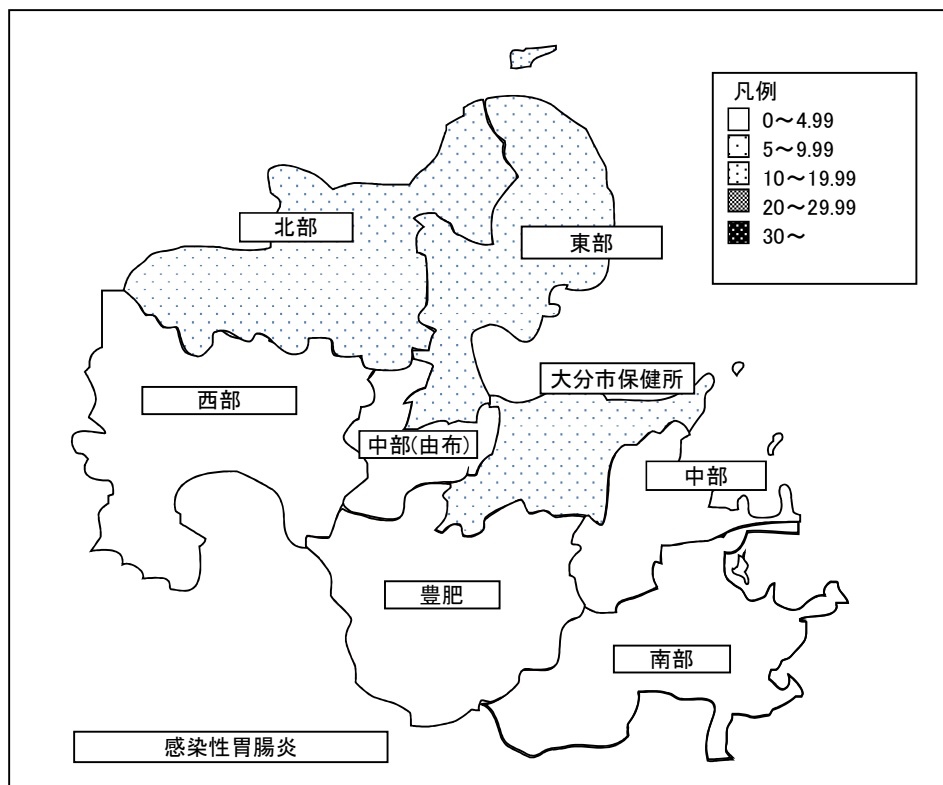 凡例
0～4.99
5～9.99
10～19.99
20～29.99
30～
北部
東部
大分市保健所
西部
中部(由布)
中部
豊肥
南部
感染性胃腸炎